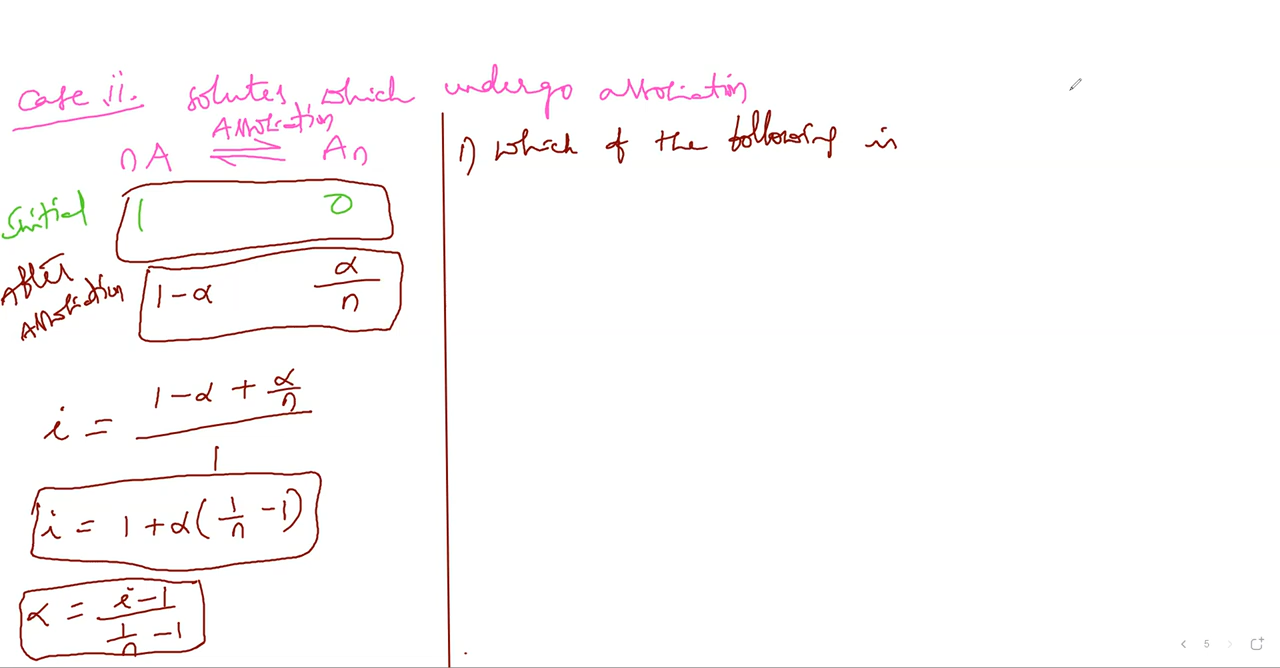 Case ii. solutes which undergo association
Association
nA ⇌ An
Initial 1 0
After association 1-α α/n
i = (1-α + α/n) / 1
i = 1+α(1/n -1)
α = (i-1) / (1/n -1)
1) which of the following is
5